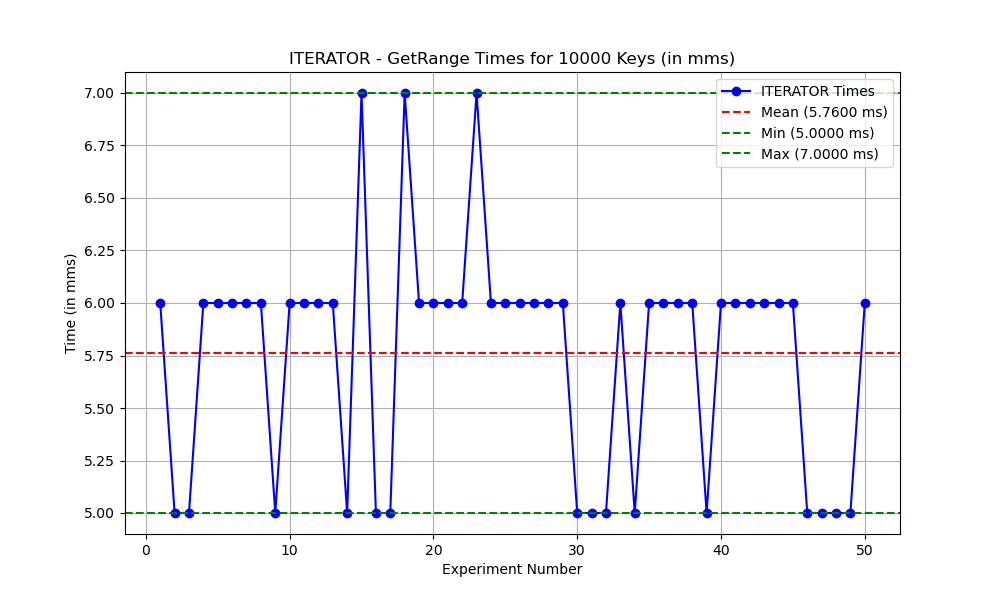 ITERATOR - GetRange Times for 10000 Keys (in mms)
ITERATOR Times
Mean (5.7600 ms)
Min (5.0000 ms)
Max (7.0000 ms)
Time (in mms)
7.00
6.75
6.50
6.25
6.00
5.75
5.50
5.25
5.00
0 10 20 30 40 50
Experiment Number